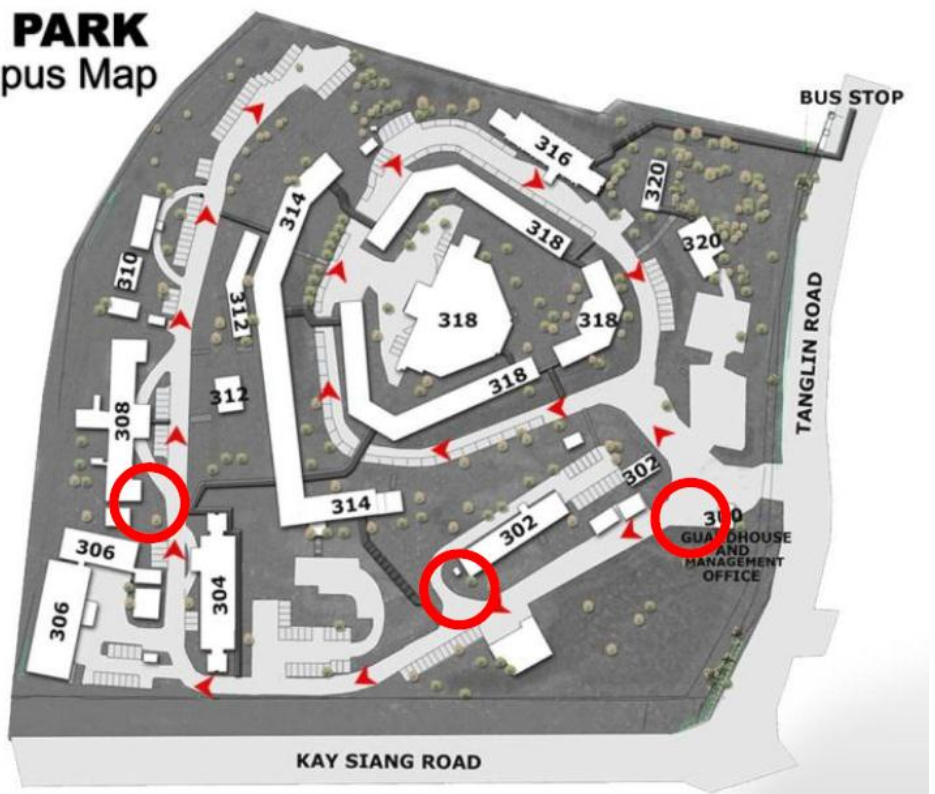 PARK
pus Map
BUS STOP
316
320
314
318
320
310
312
318
318
TANGLIN ROAD
312
318
308
302
314
302
300
GUARDHOUSE
AND
MANAGEMENT
OFFICE
306
304
306
KAY SIANG ROAD